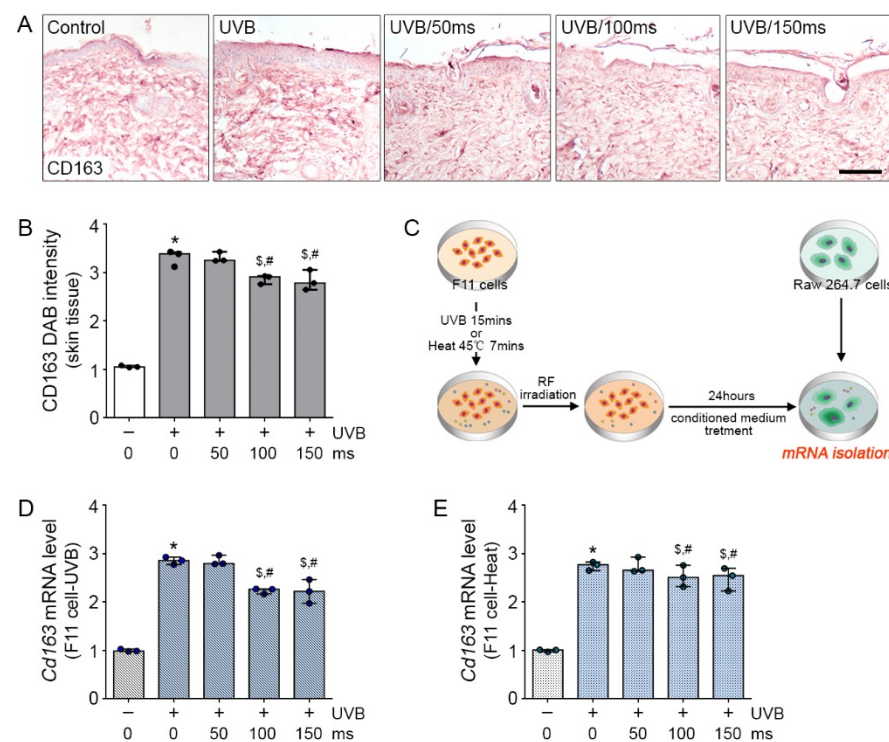 A
Control
UVB
UVB/50ms
UVB/100ms
UVB/150ms
CD163
B
CD163 DAB intensity
(skin tissue)
4
3
2
1
0
*
$,#
$,#
− + + + + UVB
0 0 50 100 150 ms
C
F11 cells
Raw 264.7 cells
UVB 15mins
or
Heat 45℃ 7mins
RF
irradiation
24hours
conditioned medium
tretment
mRNA isolation
D
Cd163 mRNA level
(F11 cell-UVB)
4
3
2
1
0
*
$,#
$,#
− + + + + UVB
0 0 50 100 150 ms
E
Cd163 mRNA level
(F11 cell-Heat)
4
3
2
1
0
*
$,#
$,#
− + + + + UVB
0 0 50 100 150 ms